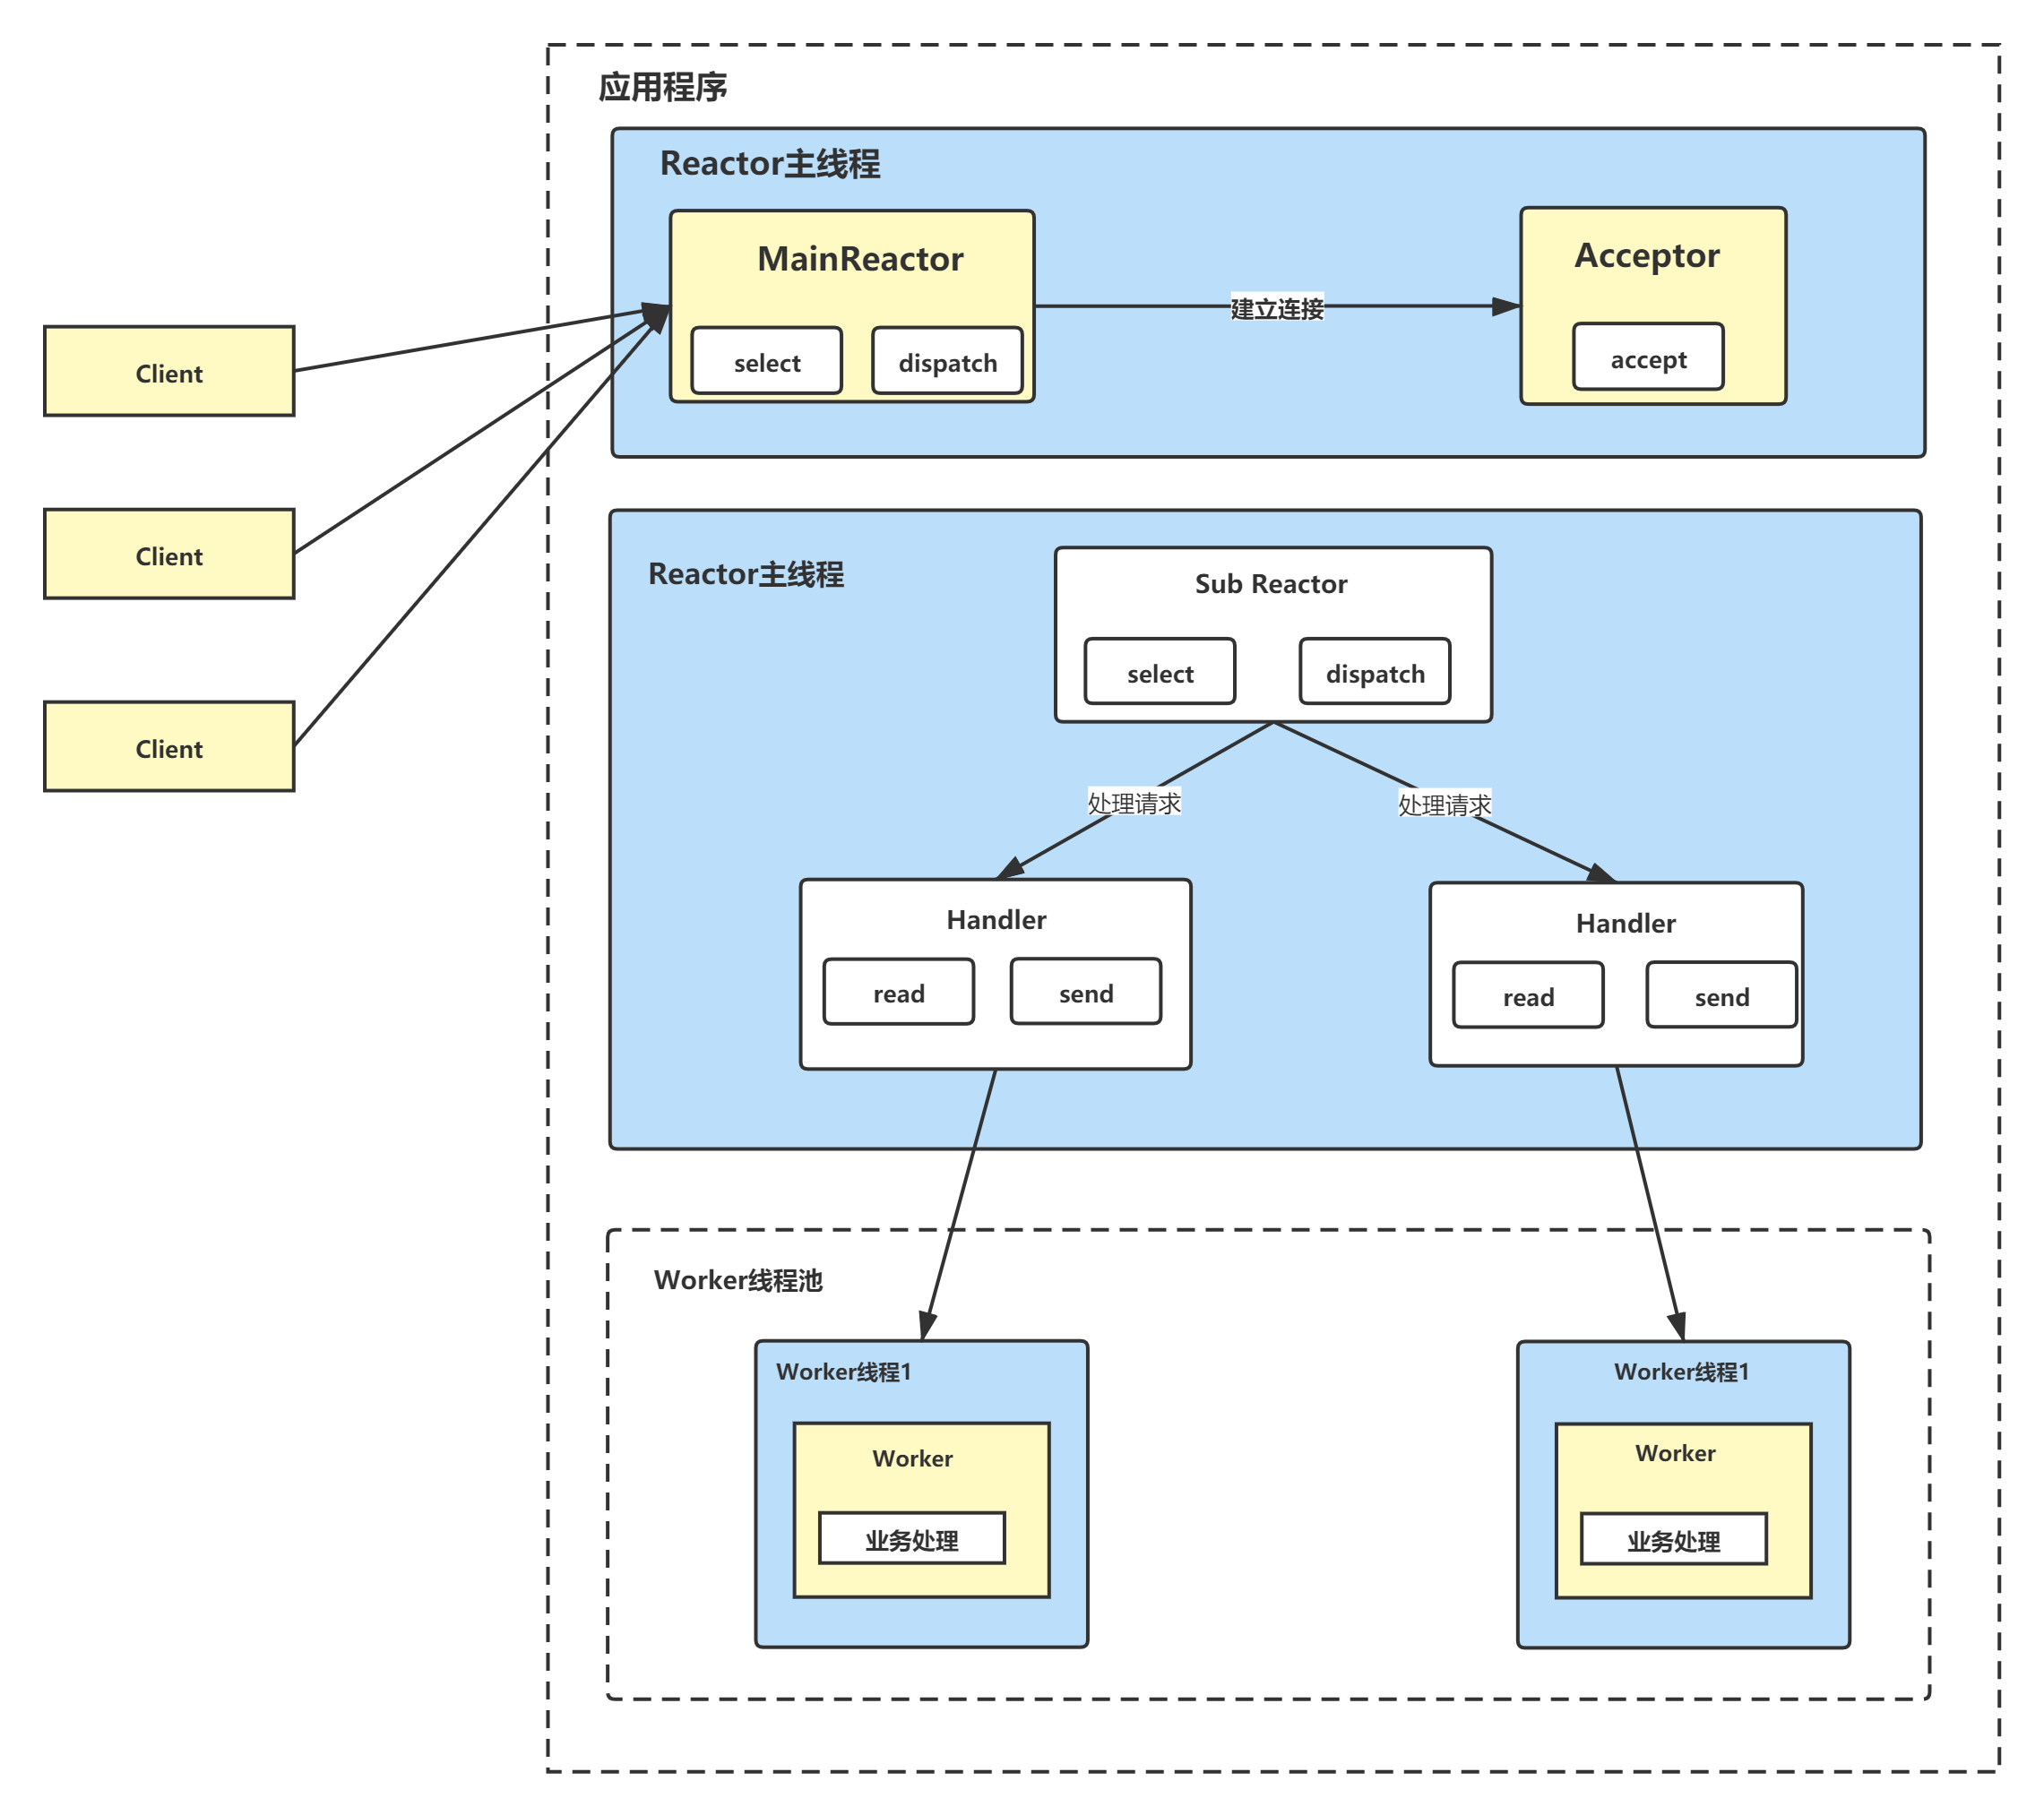 应用程序
Reactor主线程
MainReactor
Acceptor
建立连接
select
dispatch
accept
Client
Client
Client
Reactor主线程
Sub Reactor
select
dispatch
处理请求
处理请求
Handler
Handler
read
send
read
send
Worker线程池
Worker线程1
Worker线程1
Worker
Worker
业务处理
业务处理